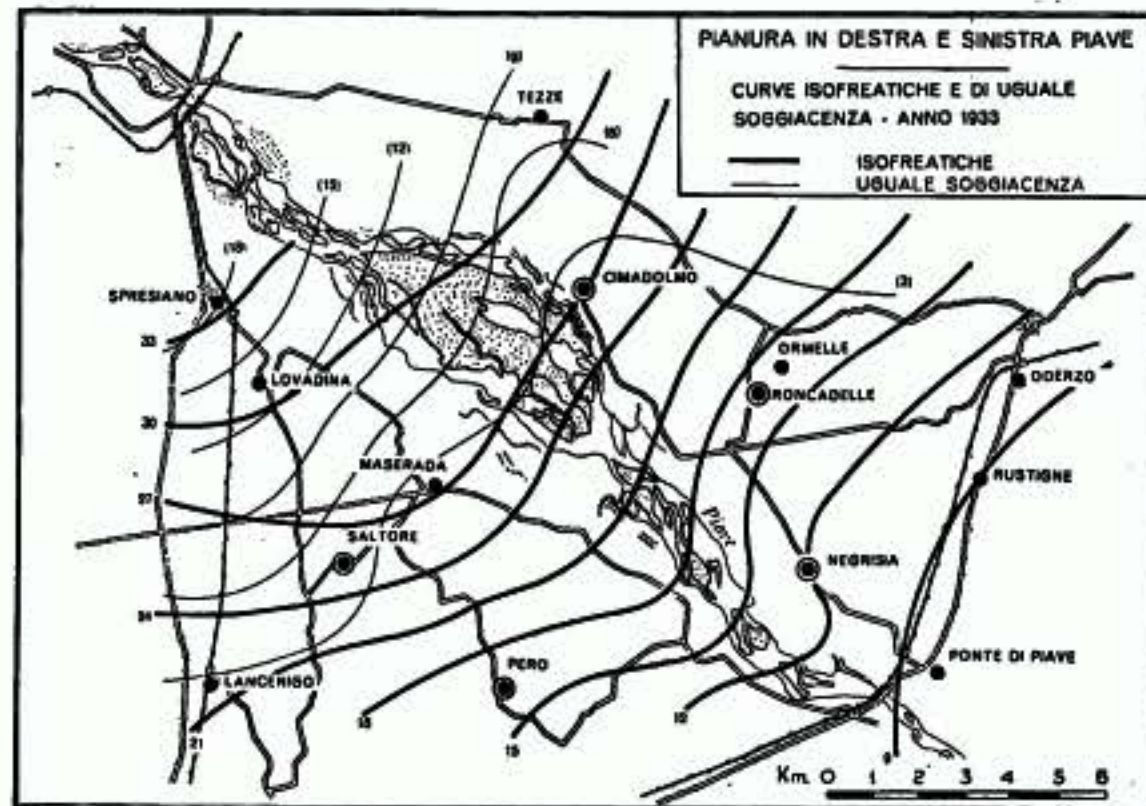 PIANURA IN DESTRA E SINISTRA PIAVE
CURVE ISOFREATICHE E DI UGUALE
SOGGIACENZA - ANNO 1933
ISOFREATICHE
UGUALE SOGGIACENZA
(9)
TEZZE
(6)
(12)
(15)
(18)
SPRESIANO
CIMADOLMO
(3)
33
ORMELLE
LOVADINA
RONCADELLE
ODERZO
30
MASERADA
RUSTIGNE
27
Piave
SALTORE
NEGRISIA
24
PERO
PONTE DI PIAVE
LANCERIGO
18
12
21
15
9
Km. 0 1 2 3 4 5 6